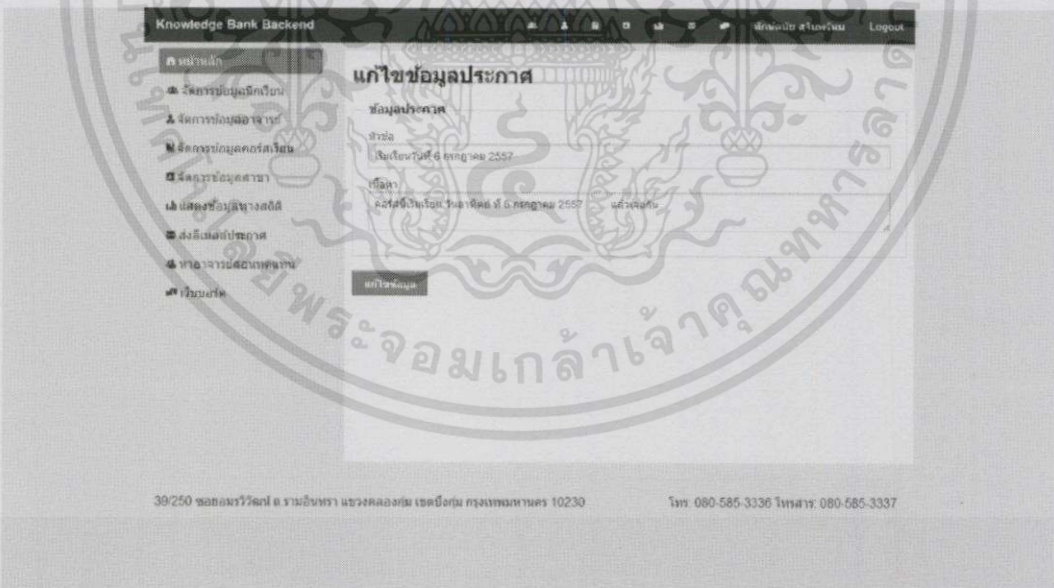 Knowledge Bank Backend
Logout
หน้าหลัก
จัดการข้อมูลนักเรียน
จัดการข้อมูลอาจารย์
จัดการข้อมูลคอร์สเรียน
จัดการข้อมูลสาขา
แสดงข้อมูลทางสถิติ
ส่งอีเมลล์ประกาศ
หาอาจารย์สอนทดแทน
เว็บบอร์ด
แก้ไขข้อมูลประกาศ
ข้อมูลประกาศ
หัวข้อ
เริ่มเรียนวันที่ 6 กรกฎาคม 2557
เนื้อหา
คอร์สนี้เริ่มเรียน วันอาทิตย์ ที่ 6 กรกฎาคม 2557 แล้วเจอกัน
แก้ไขข้อมูล
พระจอมเกล้าเจ้าคุณทหารลาด
39/250 ซอยอมรวิวัฒน์ ถ.รามอินทรา แขวงคลองกุ่ม เขตบึงกุ่ม กรุงเทพมหานคร 10230
โทร: 080-585-3336 โทรสาร: 080-585-3337